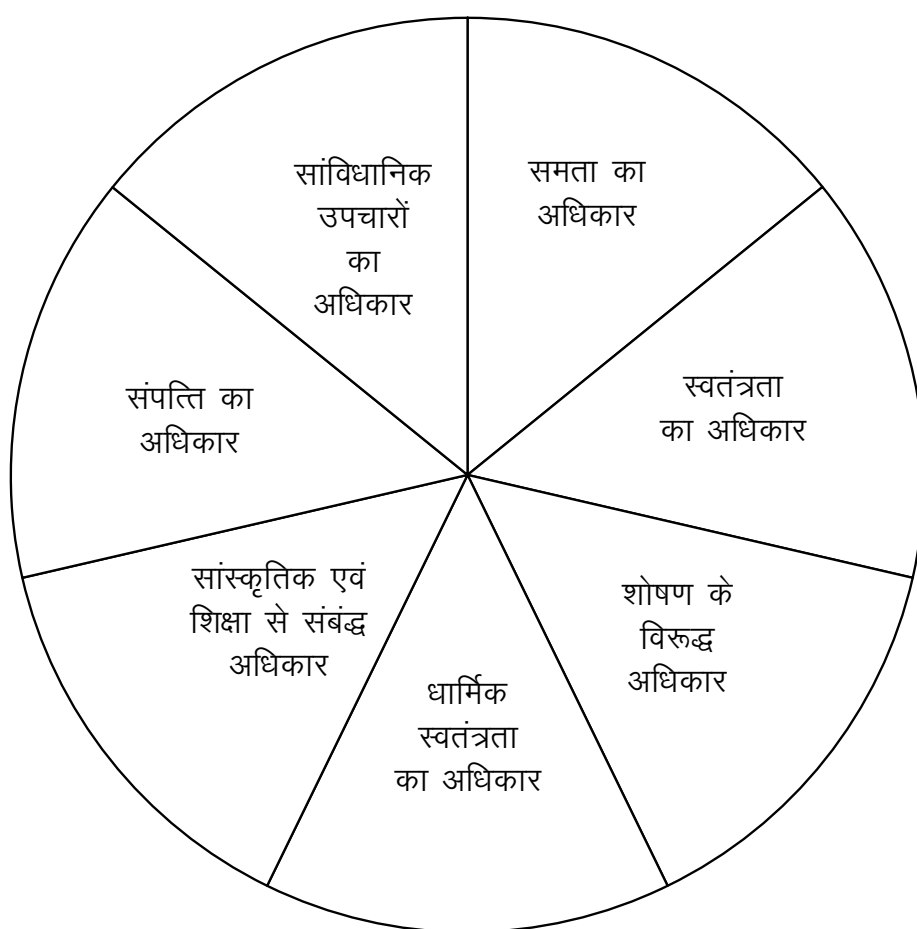 सांविधानिक
उपचारों
का
अधिकार
समता का
अधिकार
स्वतंत्रता
का अधिकार
शोषण के
विरूद्ध
अधिकार
धार्मिक
स्वतंत्रता
का अधिकार
सांस्कृतिक एवं
शिक्षा से संबंद्ध
अधिकार
संपत्ति का
अधिकार